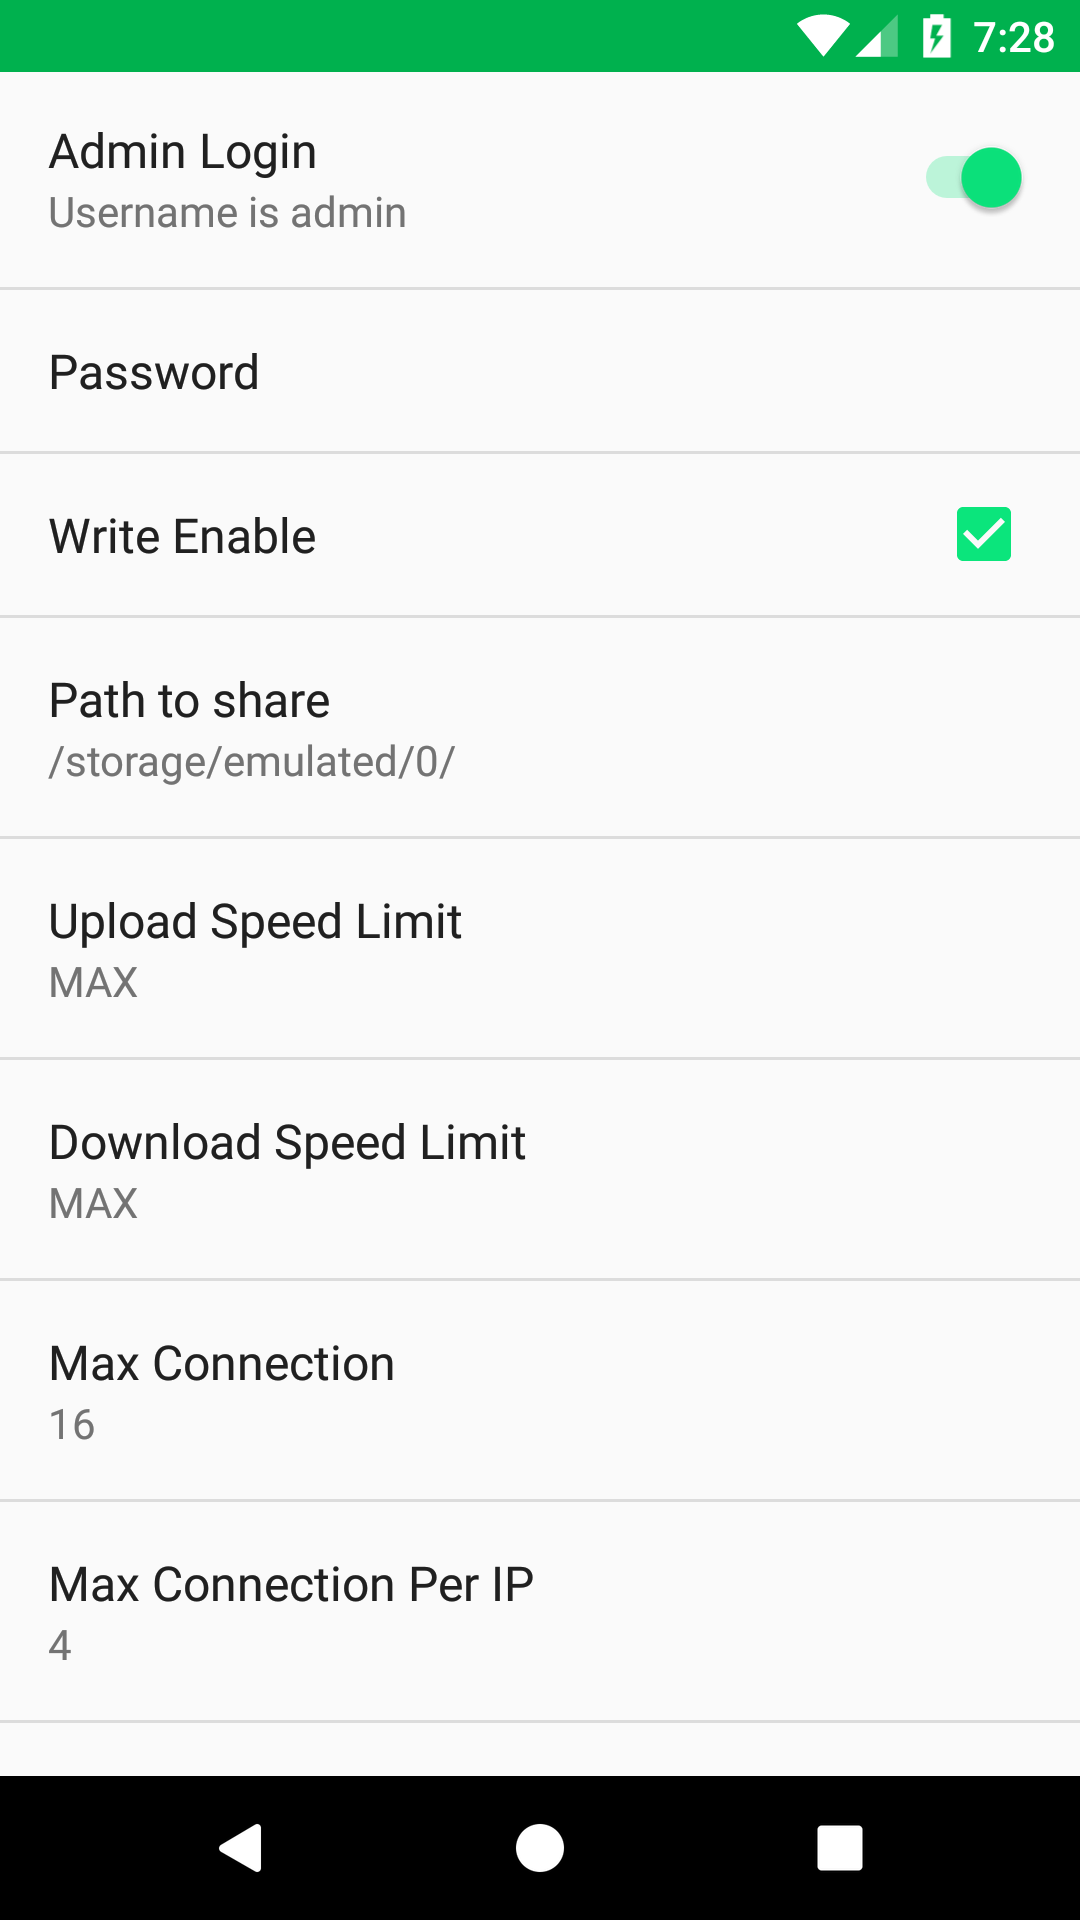 7:28
Admin Login
Username is admin
Password
Write Enable
Path to share
/storage/emulated/0/
Upload Speed Limit
MAX
Download Speed Limit
MAX
Max Connection
16
Max Connection Per IP
4